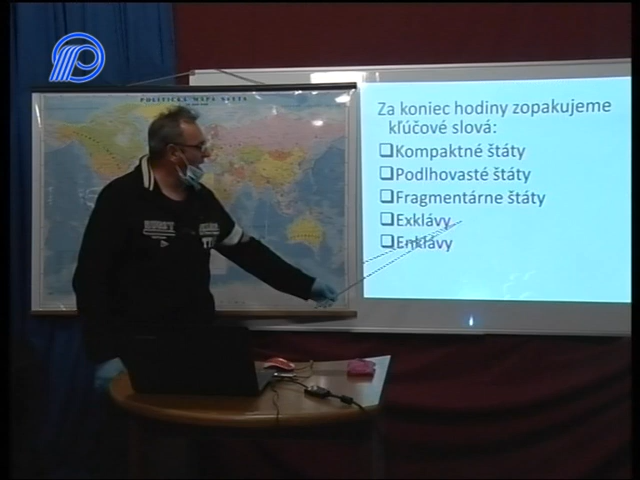 POLITICKÁ MAPA SVETA
Za koniec hodiny zopakujeme
kľúčové slová:
Kompaktné štáty
Podlhovasté štáty
Fragmentárne štáty
Exklávy
Enklávy